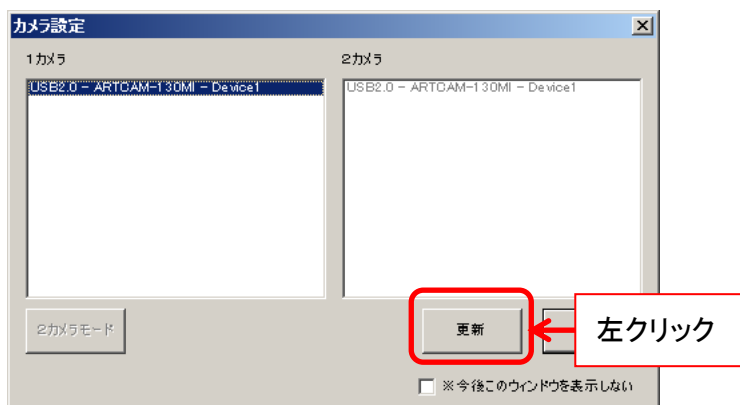 カメラ設定
1カメラ
2カメラ
USB2.0 - ARTCAM-130MI - Device1
USB2.0 - ARTCAM-130MI - Device1
2カメラモード
更新
左クリック
※今後このウィンドウを表示しない